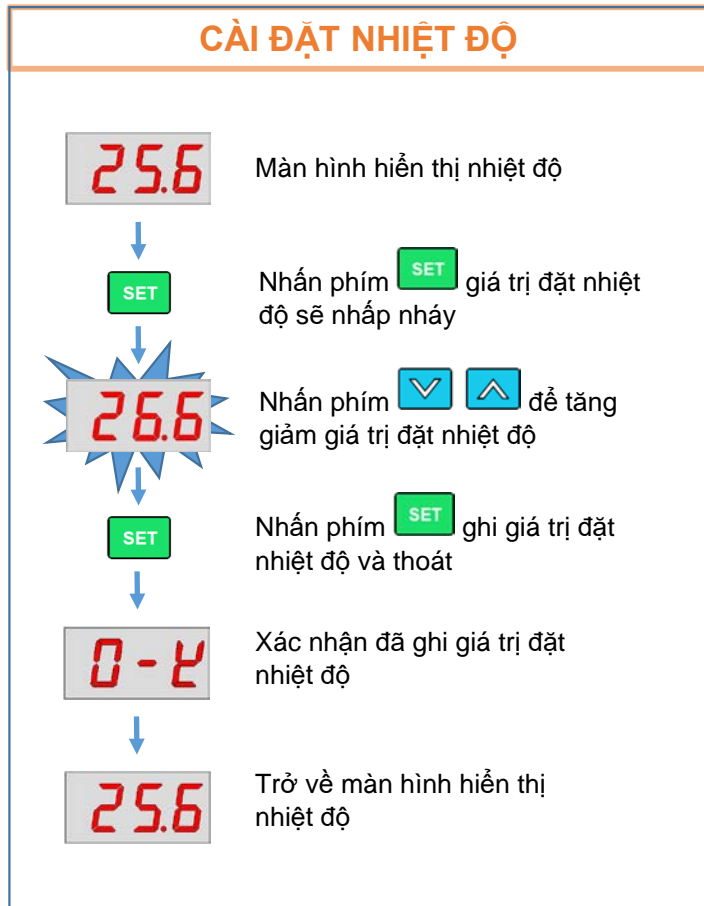 CÀI ĐẶT NHIỆT ĐỘ
25.6
Màn hình hiển thị nhiệt độ
SET
Nhấn phím SET giá trị đặt nhiệt
độ sẽ nhấp nháy
26.6
Nhấn phím để tăng
giảm giá trị đặt nhiệt độ
SET
Nhấn phím SET ghi giá trị đặt
nhiệt độ và thoát
0-Y
Xác nhận đã ghi giá trị đặt
nhiệt độ
25.6
Trở về màn hình hiển thị
nhiệt độ